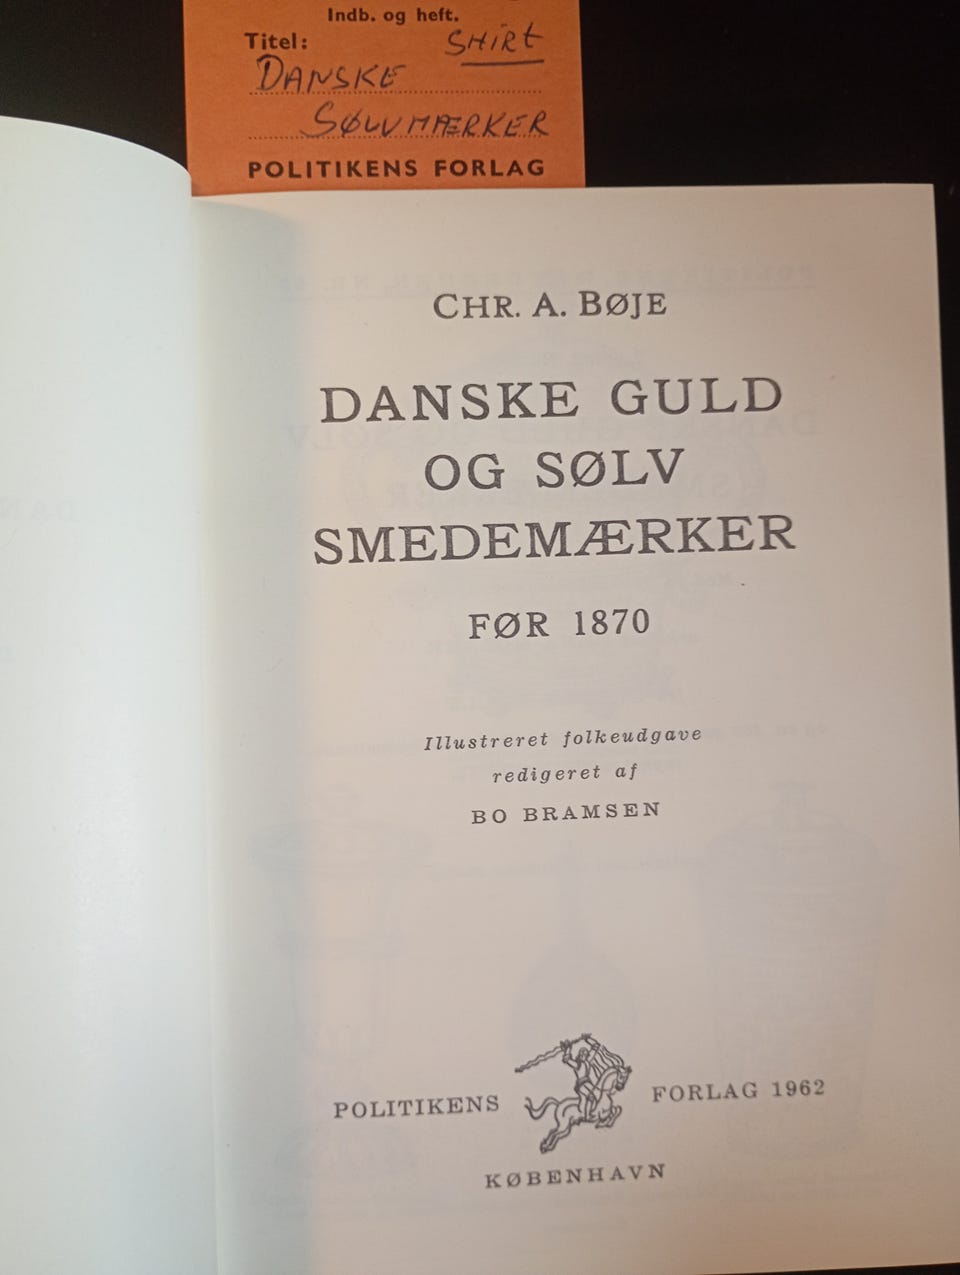 Indb. og heft.
Titel: SHIRT
DANSKE
SØLVMÆRKER
POLITIKENS FORLAG
CHR. A. BØJE
DANSKE GULD
OG SØLV
SMEDEMÆRKER
FØR 1870
Illustreret folkeudgave
redigeret af
BO BRAMSEN
POLITIKENS FORLAG 1962
KØBENHAVN